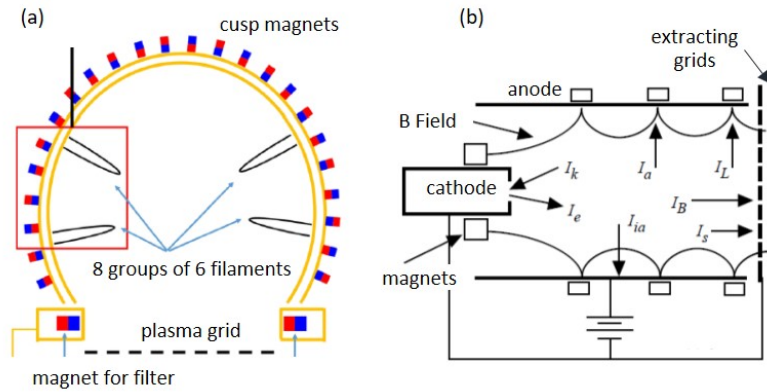 (a)
cusp magnets
8 groups of 6 filaments
plasma grid
magnet for filter
(b)
extracting
grids
anode
B Field
cathode
I_k
I_e
I_a
I_L
I_B
I_s
I_ia
magnets